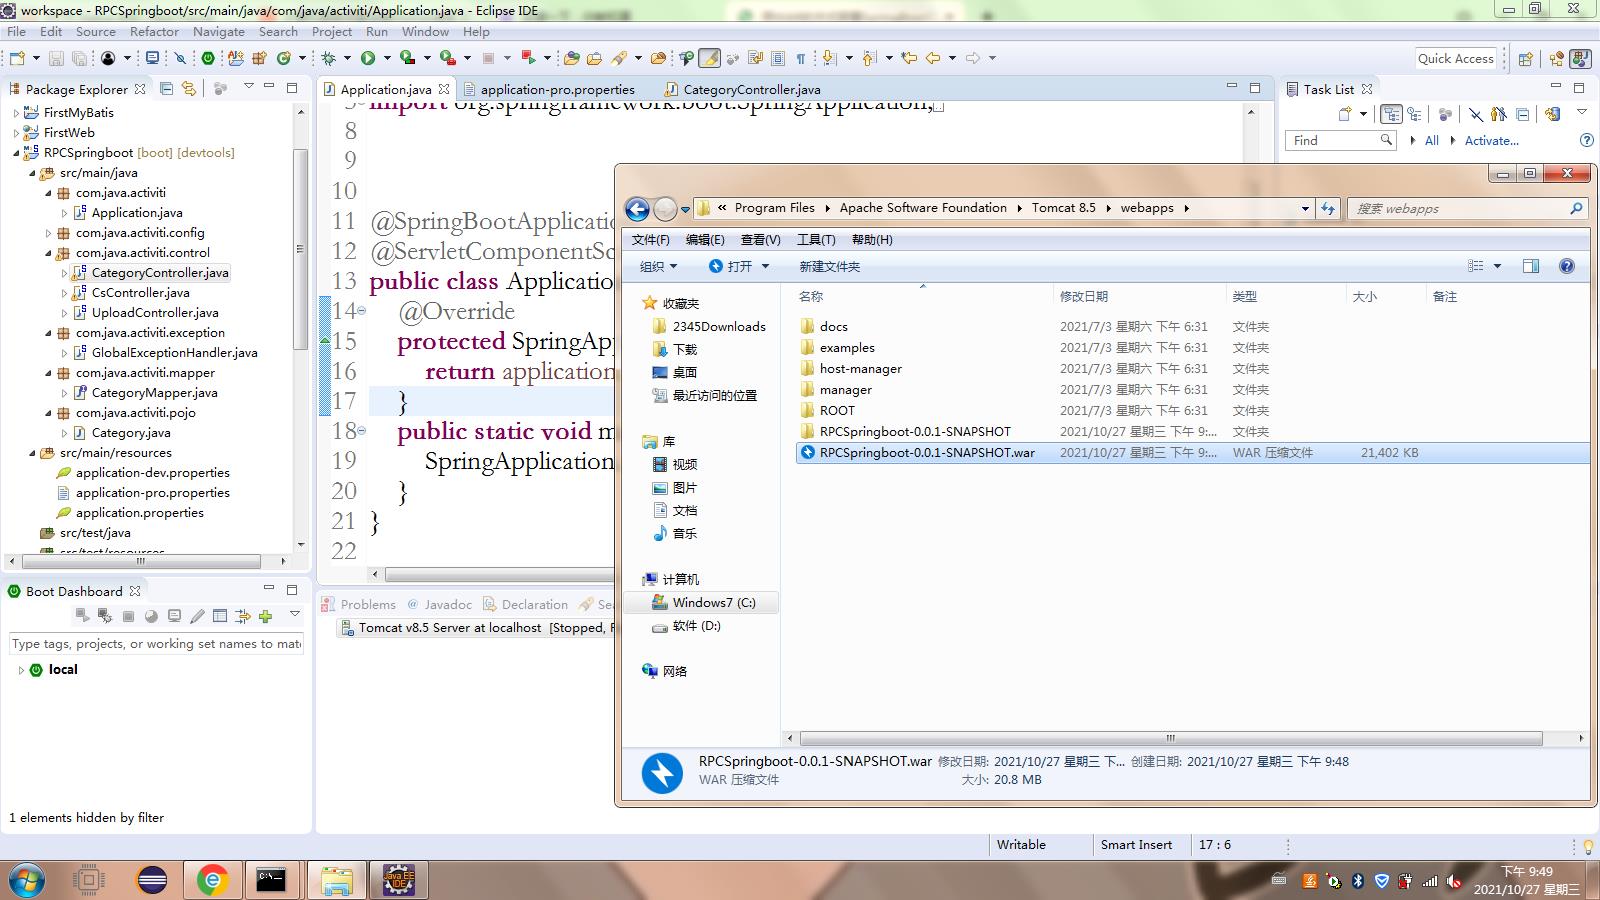 workspace - RPCSpringboot/src/main/java/com/java/activiti/Application.java - Eclipse IDE
File Edit Source Refactor Navigate Search Project Run Window Help
Quick Access
Package Explorer
FirstMyBatis
FirstWeb
RPCSpringboot [boot] [devtools]
src/main/java
com.java.activiti
Application.java
com.java.activiti.config
com.java.activiti.control
CategoryController.java
CsController.java
UploadController.java
com.java.activiti.exception
GlobalExceptionHandler.java
com.java.activiti.mapper
CategoryMapper.java
com.java.activiti.pojo
Category.java
src/main/resources
application-dev.properties
application-pro.properties
application.properties
src/test/java
src/test/resources
Boot Dashboard
Type tags, projects, or working set names to mat
local
1 elements hidden by filter
Application.java application-pro.properties CategoryController.java
import org.springframework.boot.SpringApplication;
8
9
10
11 @SpringBootApplication
12 @ServletComponentSc
13 public class Application
14 @Override
15 protected SpringApp
16 return application
17 }
18 public static void m
19 SpringApplication
20 }
21 }
22
Problems @ Javadoc Declaration Sea
Tomcat v8.5 Server at localhost [Stopped, R
Task List
Find All Activate...
« Program Files Apache Software Foundation Tomcat 8.5 webapps
搜索 webapps
文件(F) 编辑(E) 查看(V) 工具(T) 帮助(H)
组织 打开 新建文件夹
收藏夹
2345Downloads
下载
桌面
最近访问的位置
库
视频
图片
文档
音乐
计算机
Windows7 (C:)
软件 (D:)
网络
名称 修改日期 类型 大小 备注
docs 2021/7/3 星期六 下午 6:31 文件夹
examples 2021/7/3 星期六 下午 6:31 文件夹
host-manager 2021/7/3 星期六 下午 6:31 文件夹
manager 2021/7/3 星期六 下午 6:31 文件夹
ROOT 2021/7/3 星期六 下午 6:31 文件夹
RPCSpringboot-0.0.1-SNAPSHOT 2021/10/27 星期三 下午 9:... 文件夹
RPCSpringboot-0.0.1-SNAPSHOT.war 2021/10/27 星期三 下午 9:... WAR 压缩文件 21,402 KB
RPCSpringboot-0.0.1-SNAPSHOT.war 修改日期: 2021/10/27 星期三 下... 创建日期: 2021/10/27 星期三 下午 9:48
WAR 压缩文件 大小: 20.8 MB
Writable Smart Insert 17 : 6
Java EE
IDE
下午 9:49
2021/10/27 星期三